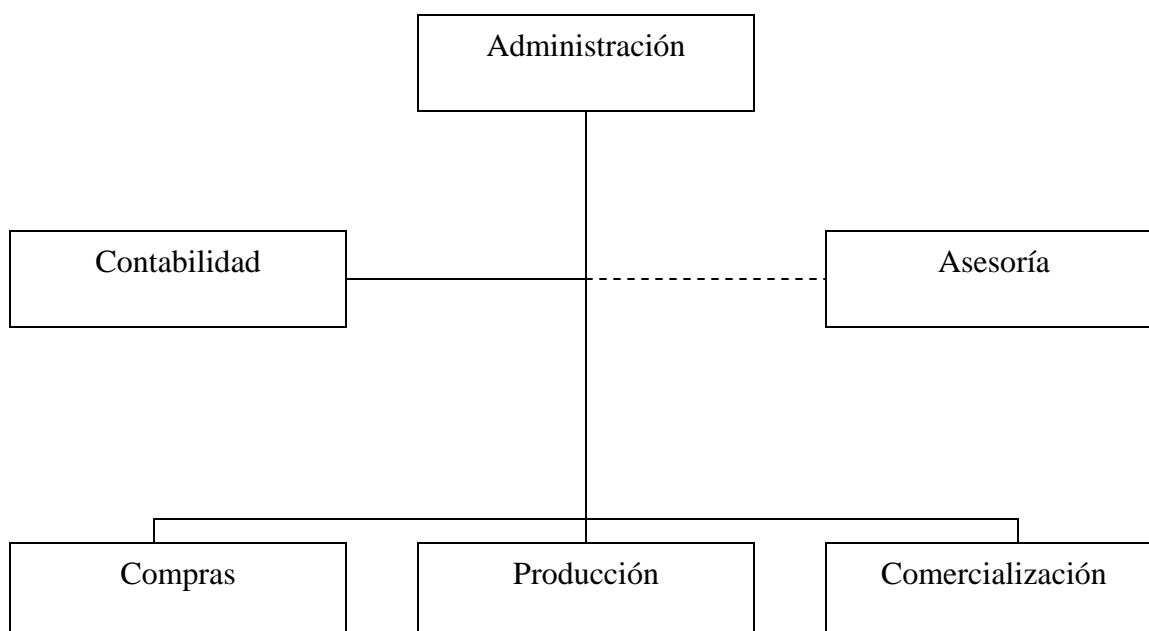 Administración
Contabilidad
Asesoría
Compras
Producción
Comercialización